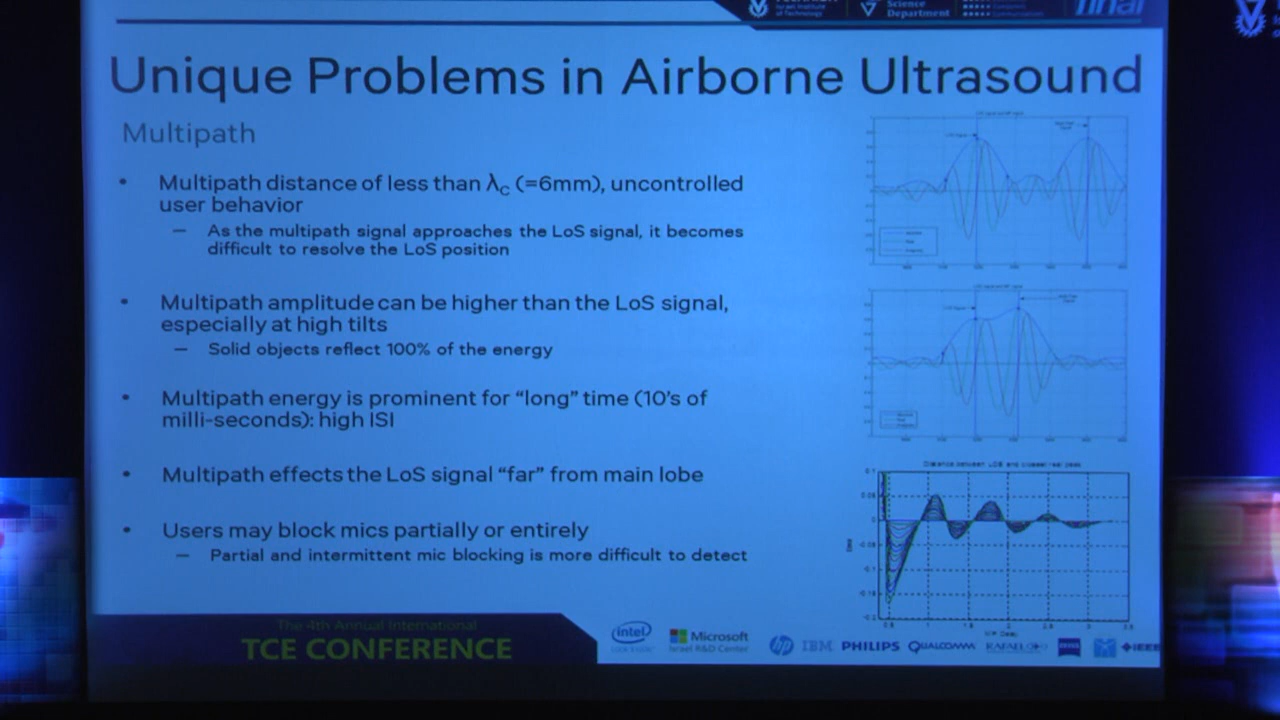 Israel Institute
of Technology
Science
Department
final
Unique Problems in Airborne Ultrasound
Multipath
• Multipath distance of less than λC (=6mm), uncontrolled
user behavior
– As the multipath signal approaches the LoS signal, it becomes
difficult to resolve the LoS position
• Multipath amplitude can be higher than the LoS signal,
especially at high tilts
– Solid objects reflect 100% of the energy
• Multipath energy is prominent for “long” time (10’s of
milli-seconds): high ISI
• Multipath effects the LoS signal “far” from main lobe
• Users may block mics partially or entirely
– Partial and intermittent mic blocking is more difficult to detect
Distance between LOS and closest real peak
The 4th Annual International
TCE CONFERENCE
intel
Microsoft
Israel R&D Center
hp
IBM
PHILIPS
QUALCOMM
RAFAEL
IEEE